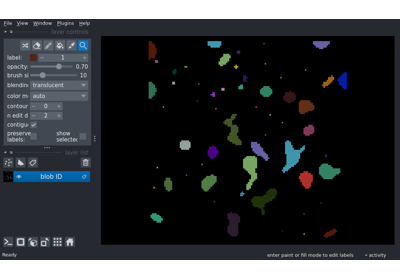 File View Window Plugins Help
layer controls
label: 1
opacity: 0.70
brush si 10
blending translucent
color m auto
contour 0
n edit d 2
contigu
preserve labels: show selected
layer list
blob ID
Ready enter paint or fill mode to edit labels activity